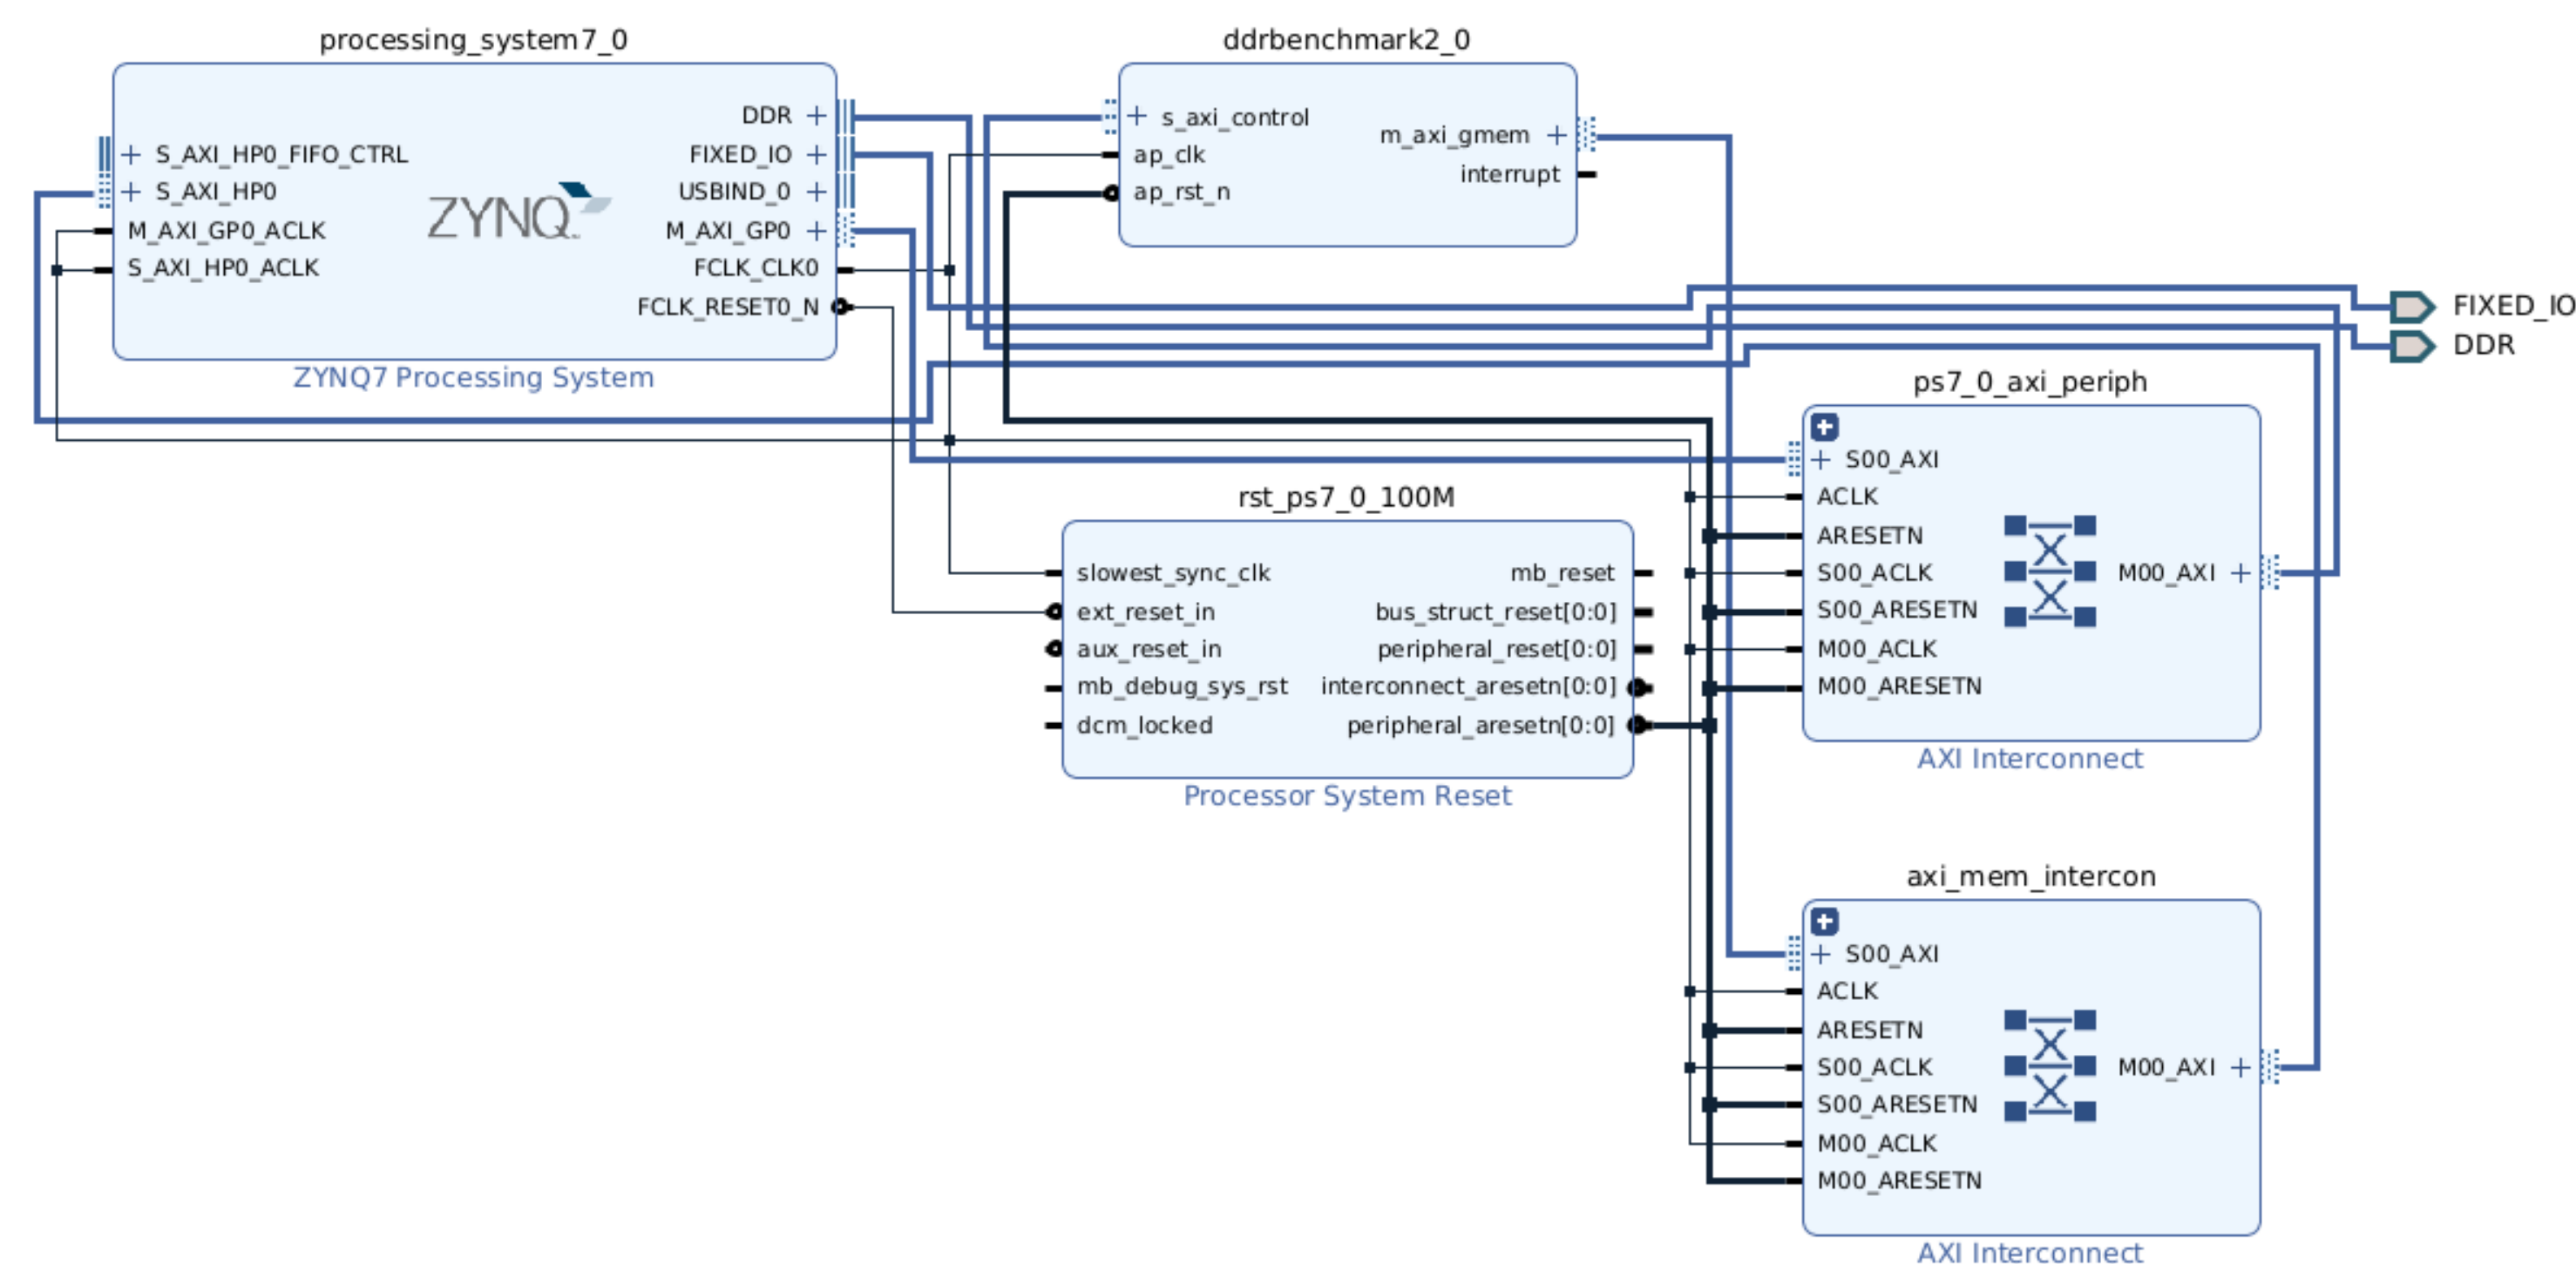 processing_system7_0
DDR
S_AXI_HP0_FIFO_CTRL
FIXED_IO
S_AXI_HP0
USBIND_0
M_AXI_GP0_ACLK
M_AXI_GP0
S_AXI_HP0_ACLK
FCLK_CLK0
FCLK_RESET0_N
ZYNQ
ZYNQ7 Processing System
ddrbenchmark2_0
s_axi_control
ap_clk
ap_rst_n
m_axi_gmem
interrupt
FIXED_IO
DDR
rst_ps7_0_100M
slowest_sync_clk
ext_reset_in
aux_reset_in
mb_debug_sys_rst
dcm_locked
mb_reset
bus_struct_reset[0:0]
peripheral_reset[0:0]
interconnect_aresetn[0:0]
peripheral_aresetn[0:0]
Processor System Reset
ps7_0_axi_periph
S00_AXI
ACLK
ARESETN
S00_ACLK
S00_ARESETN
M00_ACLK
M00_ARESETN
M00_AXI
AXI Interconnect
axi_mem_intercon
S00_AXI
ACLK
ARESETN
S00_ACLK
S00_ARESETN
M00_ACLK
M00_ARESETN
M00_AXI
AXI Interconnect